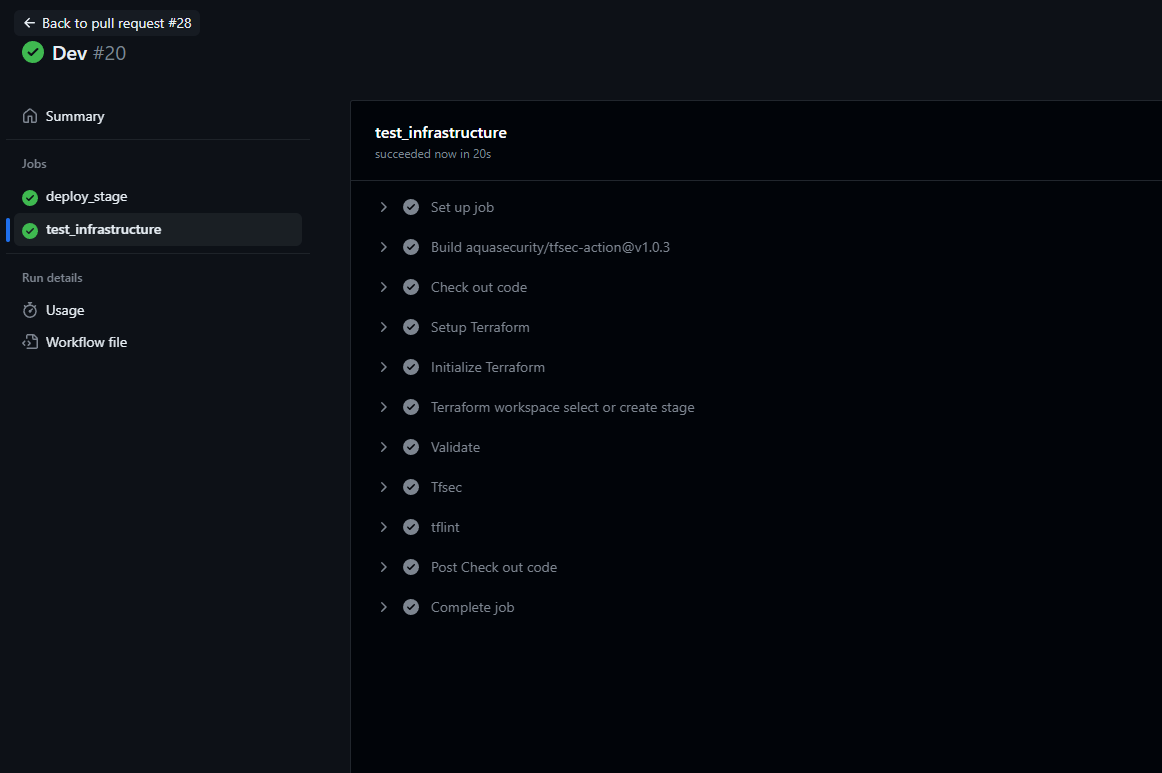 Back to pull request #28
Dev #20
Summary
Jobs
deploy_stage
test_infrastructure
Run details
Usage
Workflow file
test_infrastructure
succeeded now in 20s
Set up job
Build aquasecurity/tfsec-action@v1.0.3
Check out code
Setup Terraform
Initialize Terraform
Terraform workspace select or create stage
Validate
Tfsec
tflint
Post Check out code
Complete job